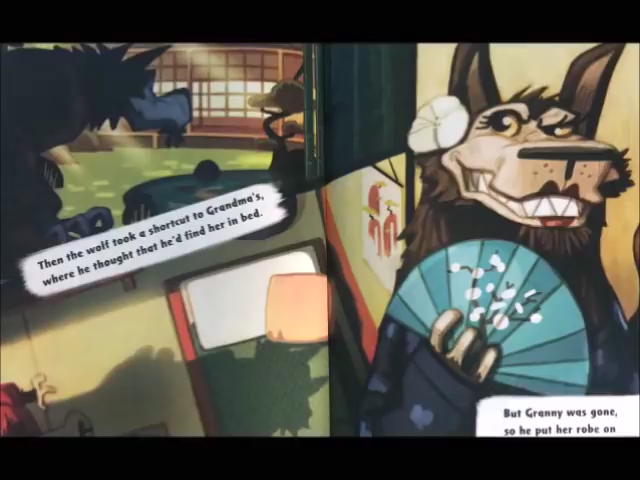 Then the wolf took a shortcut to Grandma's,
where he thought that he'd find her in bed.
But Granny was gone,
so he put her robe on